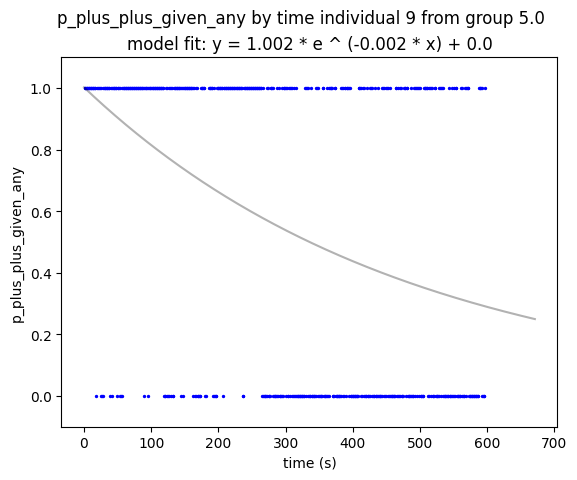 p_plus_plus_given_any by time individual 9 from group 5.0
model fit: y = 1.002 * e ^ (-0.002 * x) + 0.0
1.0
0.8
0.6
0.4
0.2
0.0
p_plus_plus_given_any
0 100 200 300 400 500 600 700
time (s)